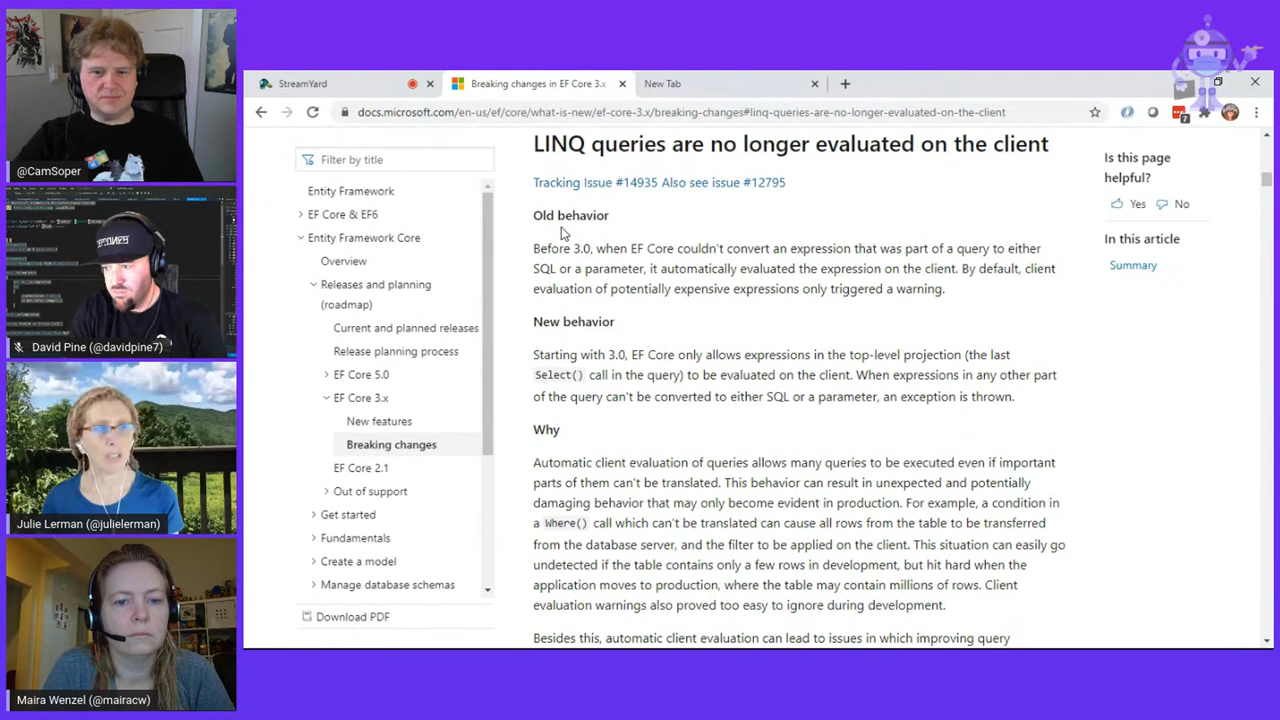 @CamSoper
David Pine (@davidpine7)
Julie Lerman (@julielerman)
Maira Wenzel (@mairacw)
StreamYard
Breaking changes in EF Core 3.x
New Tab
docs.microsoft.com/en-us/ef/core/what-is-new/ef-core-3.x/breaking-changes#linq-queries-are-no-longer-evaluated-on-the-client
7
Filter by title
Entity Framework
EF Core & EF6
Entity Framework Core
Overview
Releases and planning
(roadmap)
Current and planned releases
Release planning process
EF Core 5.0
EF Core 3.x
New features
Breaking changes
EF Core 2.1
Out of support
Get started
Fundamentals
Create a model
Manage database schemas
Download PDF
LINQ queries are no longer evaluated on the client
Tracking Issue #14935 Also see issue #12795
Old behavior
Before 3.0, when EF Core couldn't convert an expression that was part of a query to either
SQL or a parameter, it automatically evaluated the expression on the client. By default, client
evaluation of potentially expensive expressions only triggered a warning.
New behavior
Starting with 3.0, EF Core only allows expressions in the top-level projection (the last
Select() call in the query) to be evaluated on the client. When expressions in any other part
of the query can't be converted to either SQL or a parameter, an exception is thrown.
Why
Automatic client evaluation of queries allows many queries to be executed even if important
parts of them can't be translated. This behavior can result in unexpected and potentially
damaging behavior that may only become evident in production. For example, a condition in
a Where() call which can't be translated can cause all rows from the table to be transferred
from the database server, and the filter to be applied on the client. This situation can easily go
undetected if the table contains only a few rows in development, but hit hard when the
application moves to production, where the table may contain millions of rows. Client
evaluation warnings also proved too easy to ignore during development.
Besides this, automatic client evaluation can lead to issues in which improving query
Is this page
helpful?
Yes
No
In this article
Summary